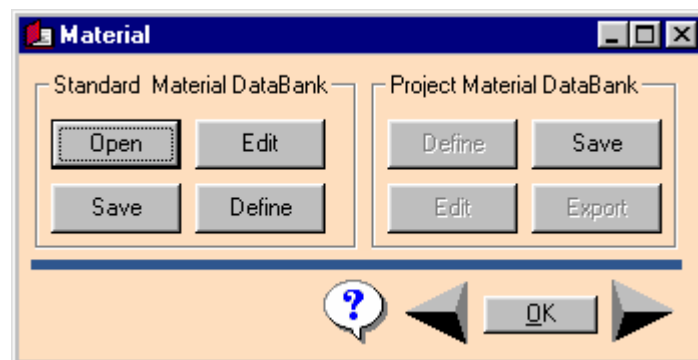 Material
Standard Material DataBank
Open Edit
Save Define
Project Material DataBank
Define Save
Edit Export
?
OK